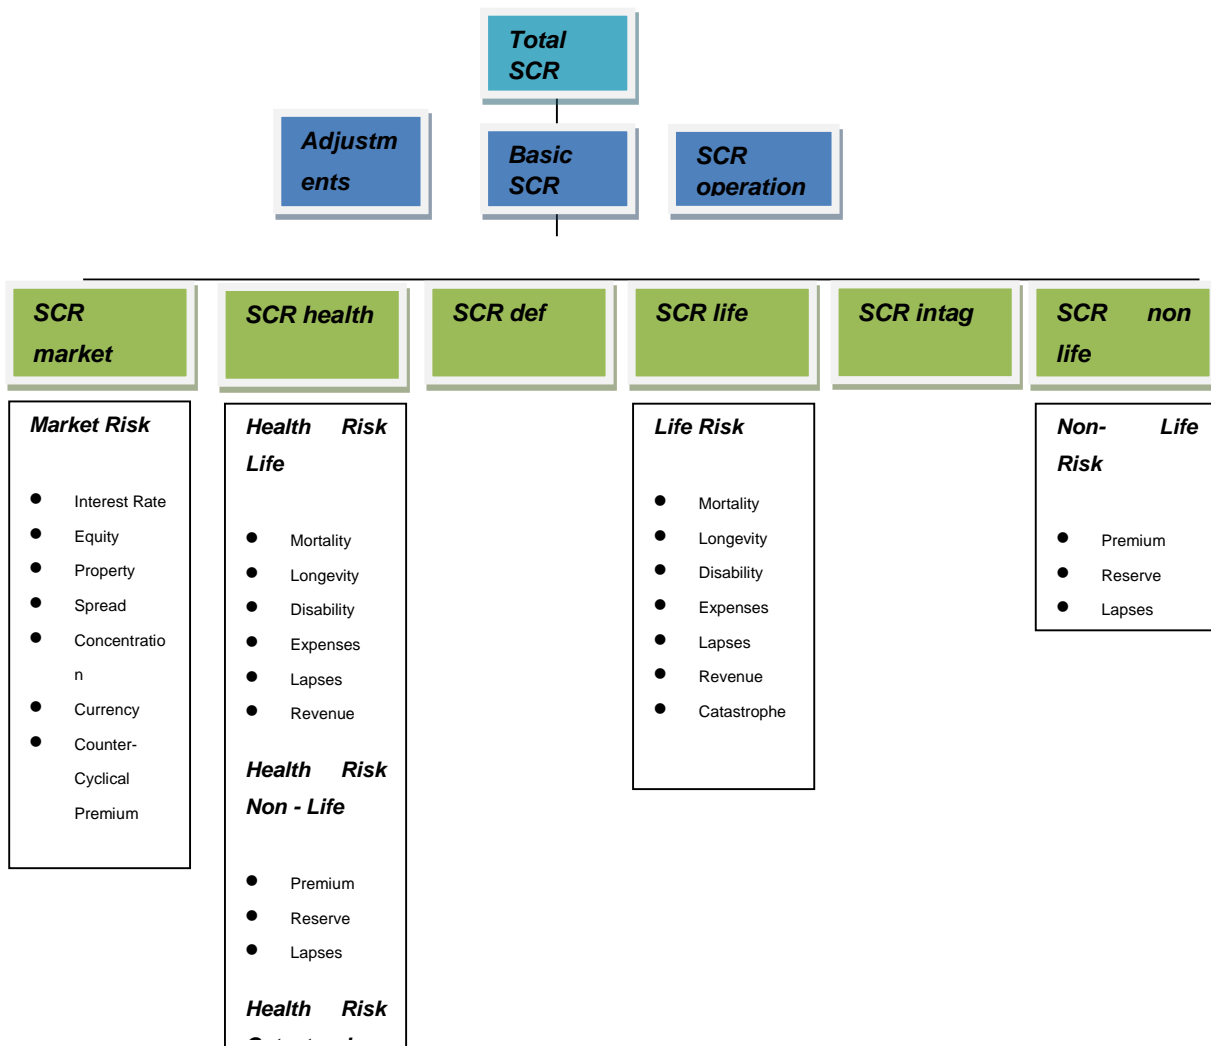 Total
SCR
Adjustm
ents
Basic
SCR
SCR
operation
SCR
market
SCR health
SCR def
SCR life
SCR intag
SCR non
life
Market Risk
Interest Rate
Equity
Property
Spread
Concentratio
n
Currency
Counter-
Cyclical
Premium
Health Risk
Life
Mortality
Longevity
Disability
Expenses
Lapses
Revenue
Health Risk
Non - Life
Premium
Reserve
Lapses
Health Risk
Life Risk
Mortality
Longevity
Disability
Expenses
Lapses
Revenue
Catastrophe
Non- Life
Risk
Premium
Reserve
Lapses